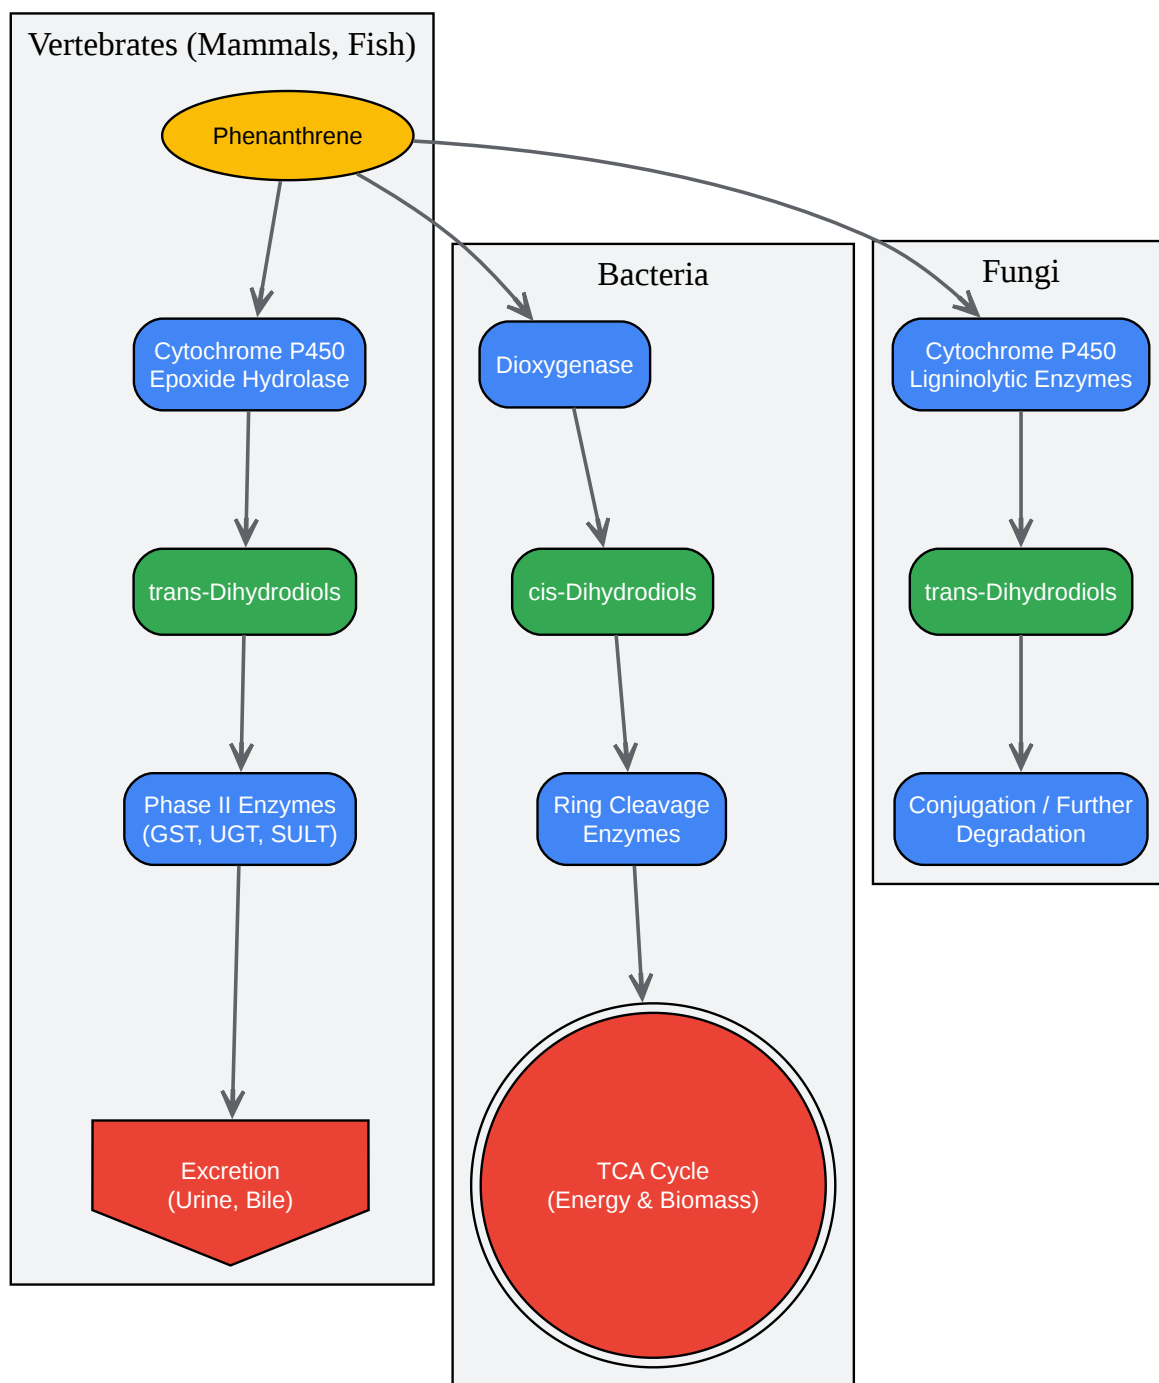 Vertebrates (Mammals, Fish)
Phenanthrene
Cytochrome P450
Epoxide Hydrolase
trans-Dihydrodiols
Phase II Enzymes
(GST, UGT, SULT)
Excretion
(Urine, Bile)
Bacteria
Dioxygenase
cis-Dihydrodiols
Ring Cleavage
Enzymes
TCA Cycle
(Energy & Biomass)
Fungi
Cytochrome P450
Ligninolytic Enzymes
trans-Dihydrodiols
Conjugation / Further
Degradation